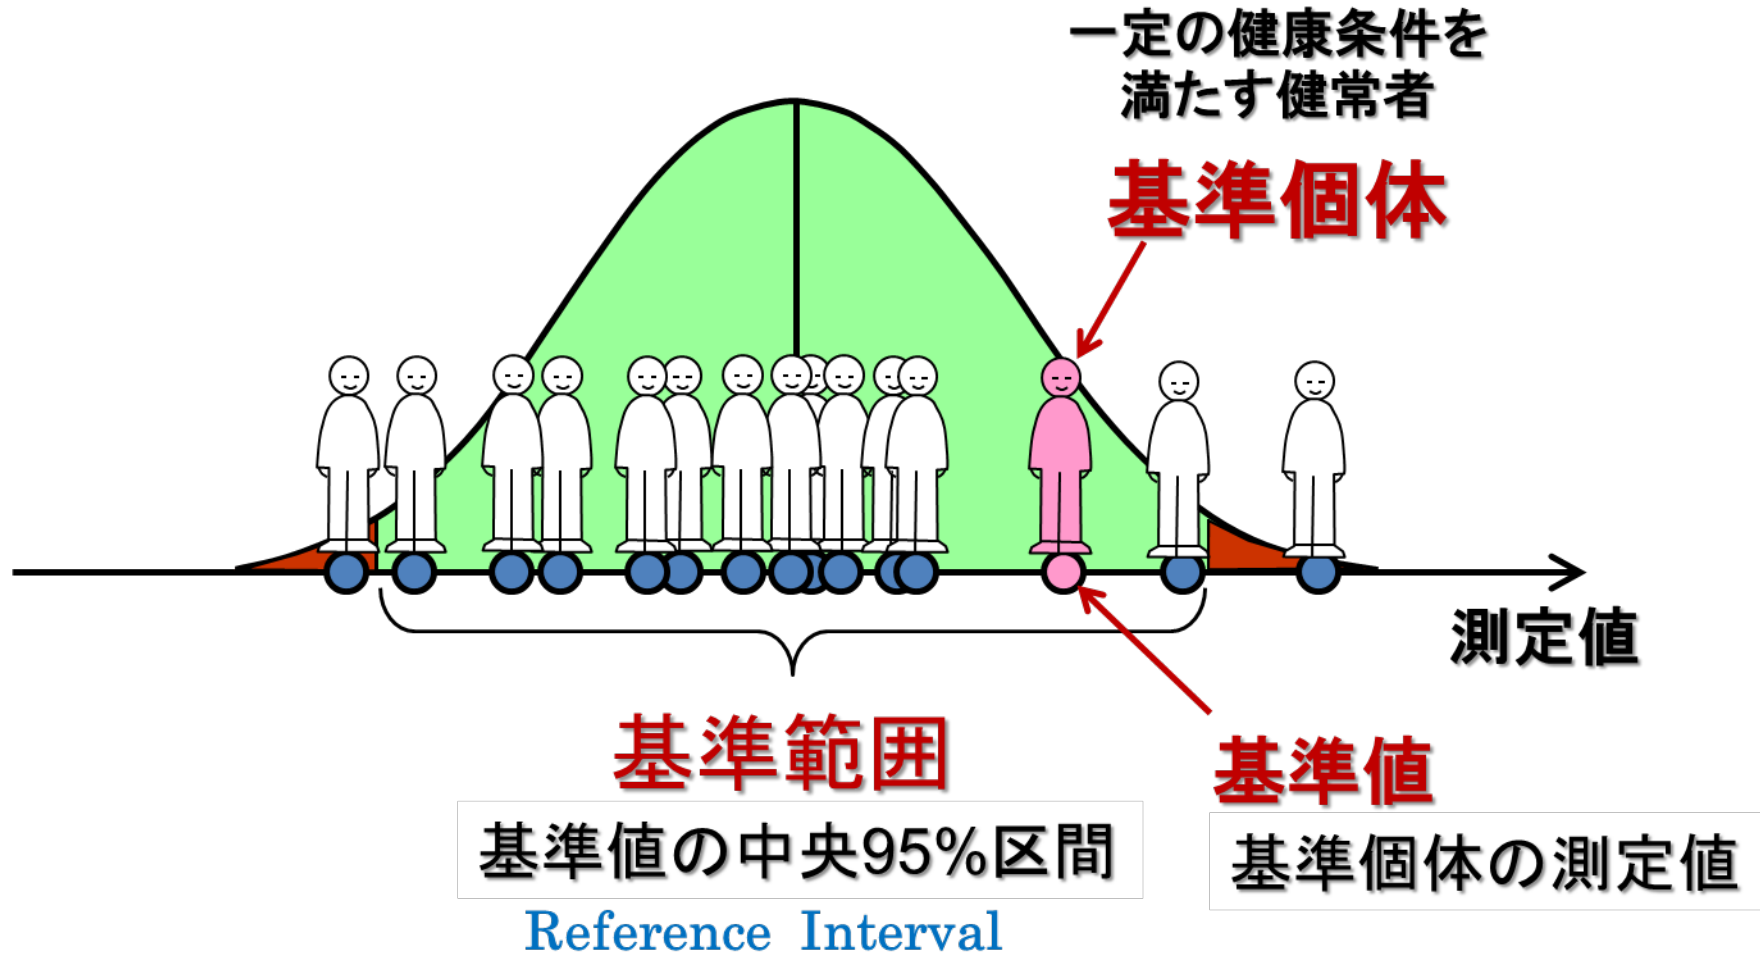 一定の健康条件を
満たす健常者
基準個体
測定値
基準範囲
基準値の中央95%区間
Reference Interval
基準値
基準個体の測定値